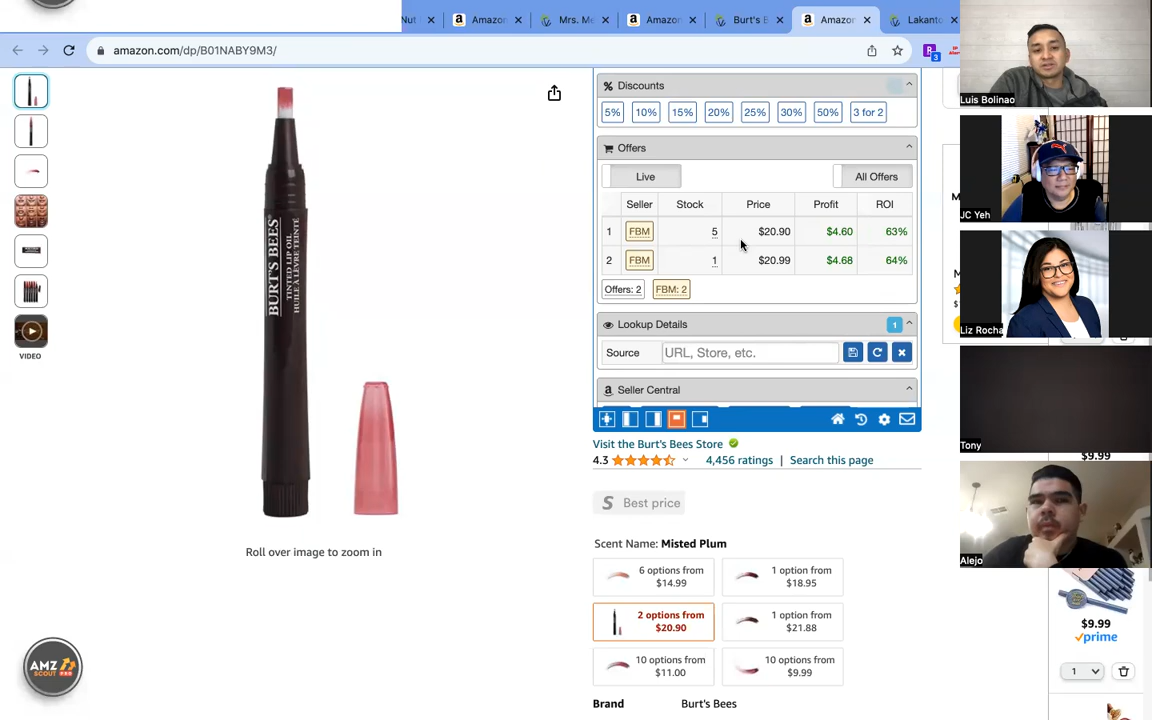 Nut
Amazon
Mrs. Me
Amazon
Burt's B
Amazon
Lakanto
amazon.com/dp/B01NABY9M3/
3
Discounts
5% 10% 15% 20% 25% 30% 50% 3 for 2
Offers
Live All Offers
Seller Stock Price Profit ROI
1 FBM 5 $20.90 $4.60 63%
2 FBM 1 $20.99 $4.68 64%
Offers: 2 FBM: 2
Lookup Details 1
Source URL, Store, etc.
Seller Central
Visit the Burt's Bees Store
4.3 4,456 ratings | Search this page
S Best price
Scent Name: Misted Plum
6 options from
$14.99
1 option from
$18.95
2 options from
$20.90
1 option from
$21.88
10 options from
$11.00
10 options from
$9.99
Brand Burt's Bees
BURT'S BEES
TINTED LIP OIL
HUILE À LÈVRE TEINTÉ
VIDEO
Roll over image to zoom in
AMZ
SCOUT PRO
Luis Bolinao
JC Yeh
Liz Rocha
Tony
Alejo
$9.99
$9.99
prime
1